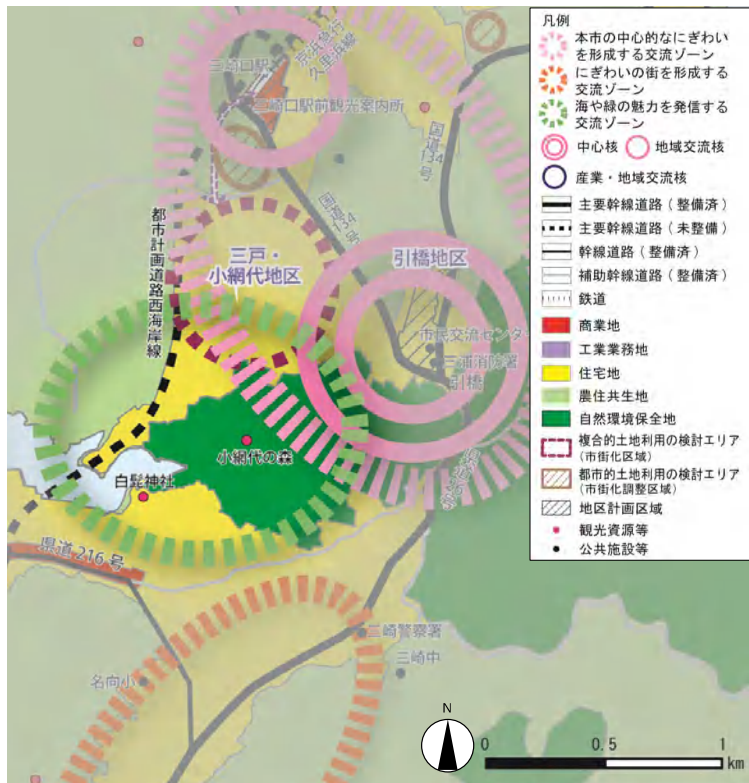 京浜急行
久里浜線
三崎口駅
三崎口駅前観光案内所
国道134号
国道134号
都市計画道路西海岸線
三戸・
小網代地区
引橋地区
市民交流センター
三浦消防署
引橋
小網代の森
白髭神社
県道 216 号
三崎警察署
三崎中
名向小
凡例
本市の中心的なにぎわい
を形成する交流ゾーン
にぎわいの街を形成する
交流ゾーン
海や緑の魅力を発信する
交流ゾーン
中心核
地域交流核
産業・地域交流核
主要幹線道路(整備済)
主要幹線道路(未整備)
幹線道路(整備済)
補助幹線道路(整備済)
鉄道
商業地
工業業務地
住宅地
農住共生地
自然環境保全地
複合的土地利用の検討エリア
(市街化区域)
都市的土地利用の検討エリア
(市街化調整区域)
地区計画区域
観光資源等
公共施設等
N
0
0.5
1
km